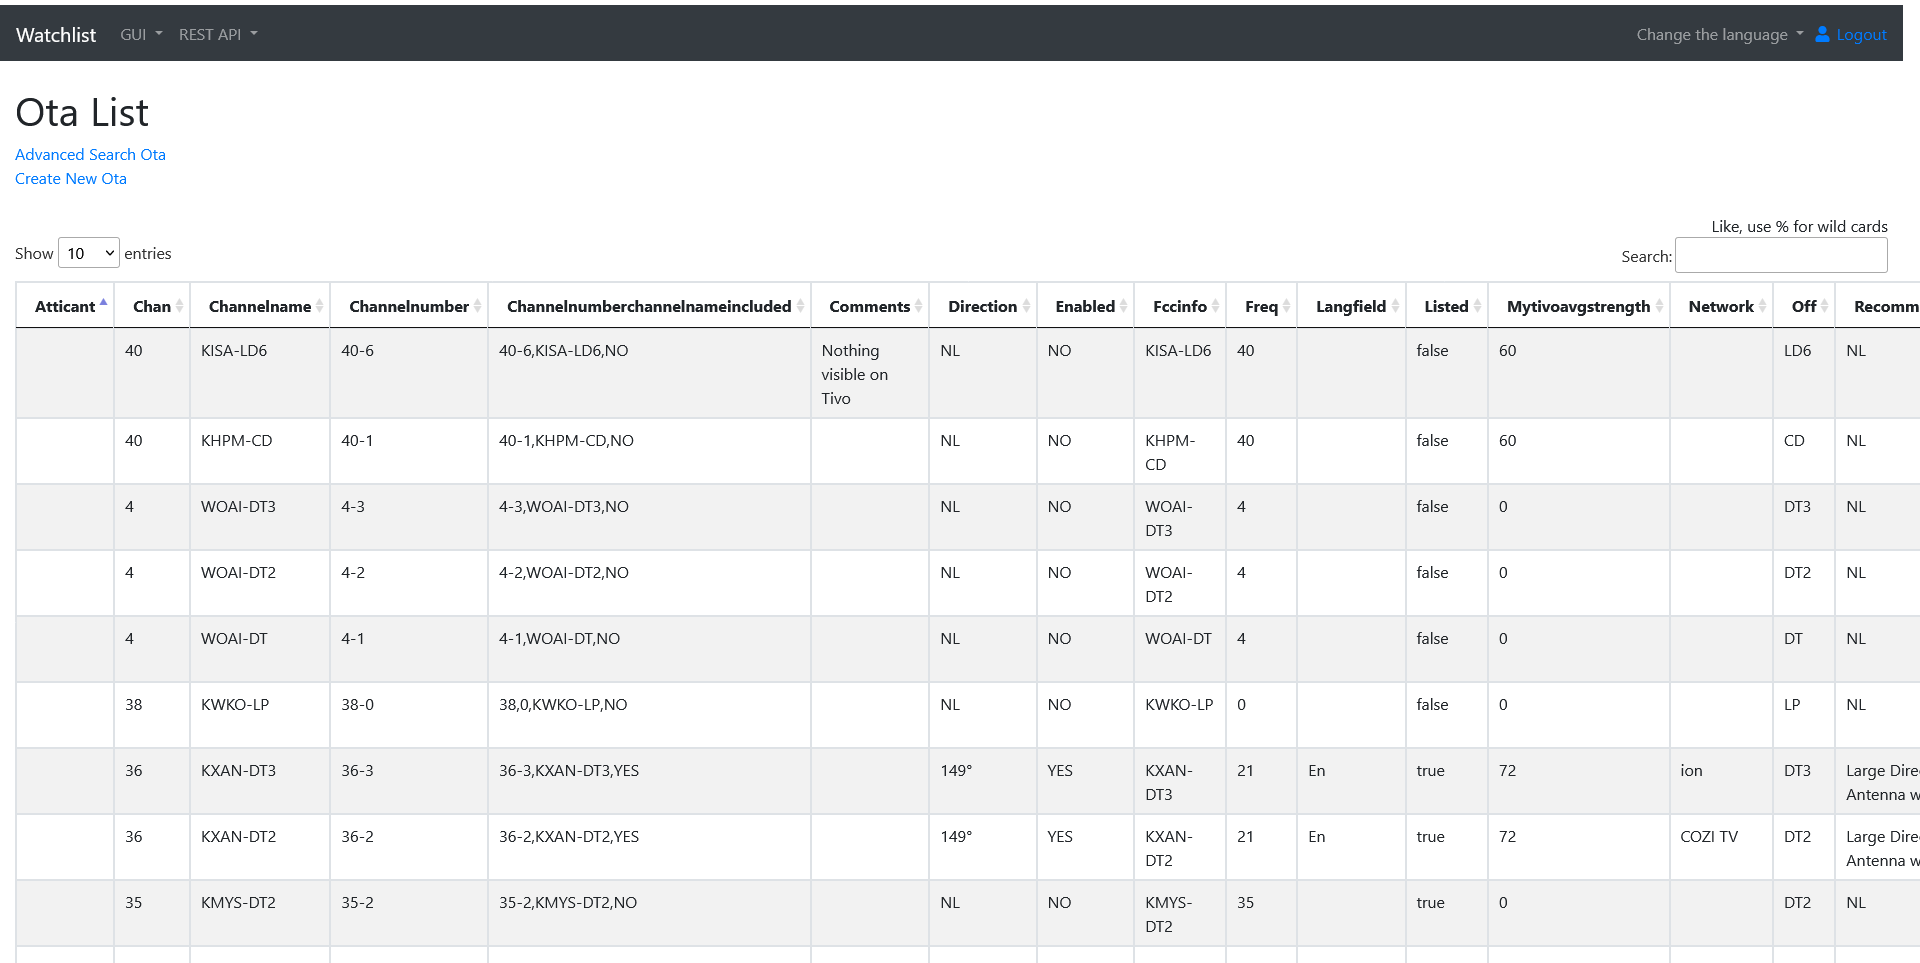 Watchlist GUI REST API Change the language Logout
Ota List
Advanced Search Ota
Create New Ota
Like, use % for wild cards
Show 10 entries Search:
Atticant Chan Channelname Channelnumber Channelnumberchannelnameincluded Comments Direction Enabled Fccinfo Freq Langfield Listed Mytivoavgstrength Network Off Recomm
40 KISA-LD6 40-6 40-6,KISA-LD6,NO Nothing NL NO KISA-LD6 40 false 60 LD6 NL
visible on
Tivo
40 KHPM-CD 40-1 40-1,KHPM-CD,NO NL NO KHPM- 40 false 60 CD NL
CD
4 WOAI-DT3 4-3 4-3,WOAI-DT3,NO NL NO WOAI- 4 false 0 DT3 NL
DT3
4 WOAI-DT2 4-2 4-2,WOAI-DT2,NO NL NO WOAI- 4 false 0 DT2 NL
DT2
4 WOAI-DT 4-1 4-1,WOAI-DT,NO NL NO WOAI-DT 4 false 0 DT NL
38 KWKO-LP 38-0 38,0,KWKO-LP,NO NL NO KWKO-LP 0 false 0 LP NL
36 KXAN-DT3 36-3 36-3,KXAN-DT3,YES 149° YES KXAN- 21 En true 72 ion DT3 Large Dire
DT3 Antenna w
36 KXAN-DT2 36-2 36-2,KXAN-DT2,YES 149° YES KXAN- 21 En true 72 COZI TV DT2 Large Dire
DT2 Antenna w
35 KMYS-DT2 35-2 35-2,KMYS-DT2,NO NL NO KMYS- 35 true 0 DT2 NL
DT2